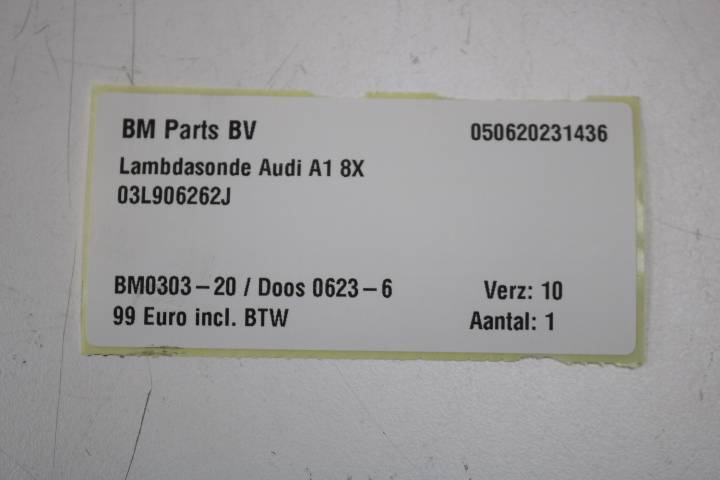 BM Parts BV 050620231436
Lambdasonde Audi A1 8X
03L906262J
BM0303-20 / Doos 0623-6 Verz: 10
99 Euro incl. BTW Aantal: 1